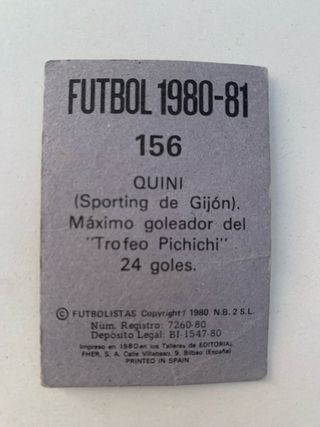 FUTBOL 1980-81
156
QUINI
(Sporting de Gijón).
Máximo goleador del
"Trofeo Pichichi"
24 goles.
© FUTBOLISTAS Copyright / 1980 N.B. 2 S.L.
Núm. Registro: 7260-80
Depósito Legal: BI-1547-80
Impreso en 1980 en los Talleres de EDITORIAL
FHER, S. A. Calle Villabaso, 9. Bilbao (España)
PRINTED IN SPAIN